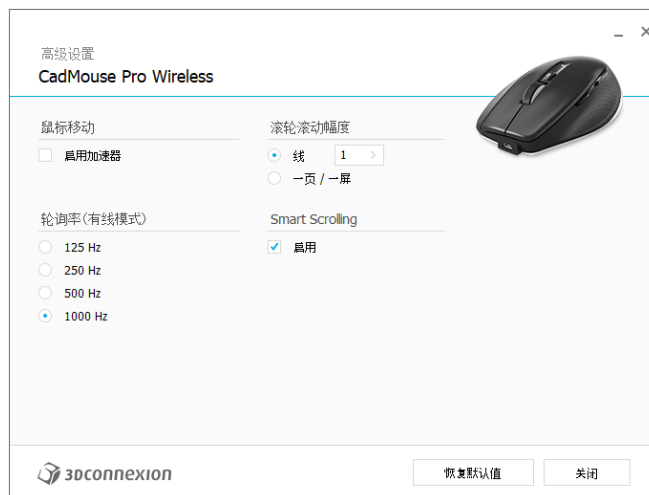 高级设置
CadMouse Pro Wireless
鼠标移动
启用加速器
滚轮滚动幅度
线 1
一页 / 一屏
轮询率(有线模式)
125 Hz
250 Hz
500 Hz
1000 Hz
Smart Scrolling
启用
3Dconnexion
恢复默认值
关闭